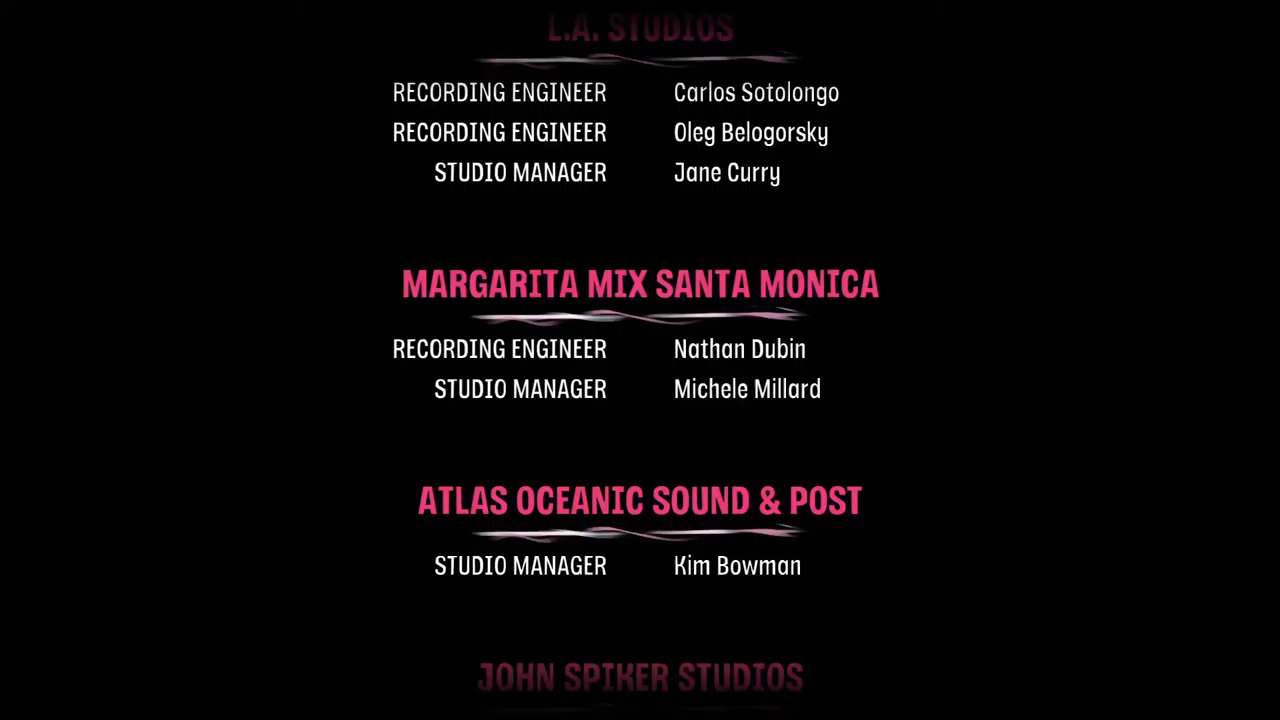 L.A. STUDIOS
RECORDING ENGINEER Carlos Sotolongo
RECORDING ENGINEER Oleg Belogorsky
STUDIO MANAGER Jane Curry
MARGARITA MIX SANTA MONICA
RECORDING ENGINEER Nathan Dubin
STUDIO MANAGER Michele Millard
ATLAS OCEANIC SOUND & POST
STUDIO MANAGER Kim Bowman
JOHN SPIKER STUDIOS